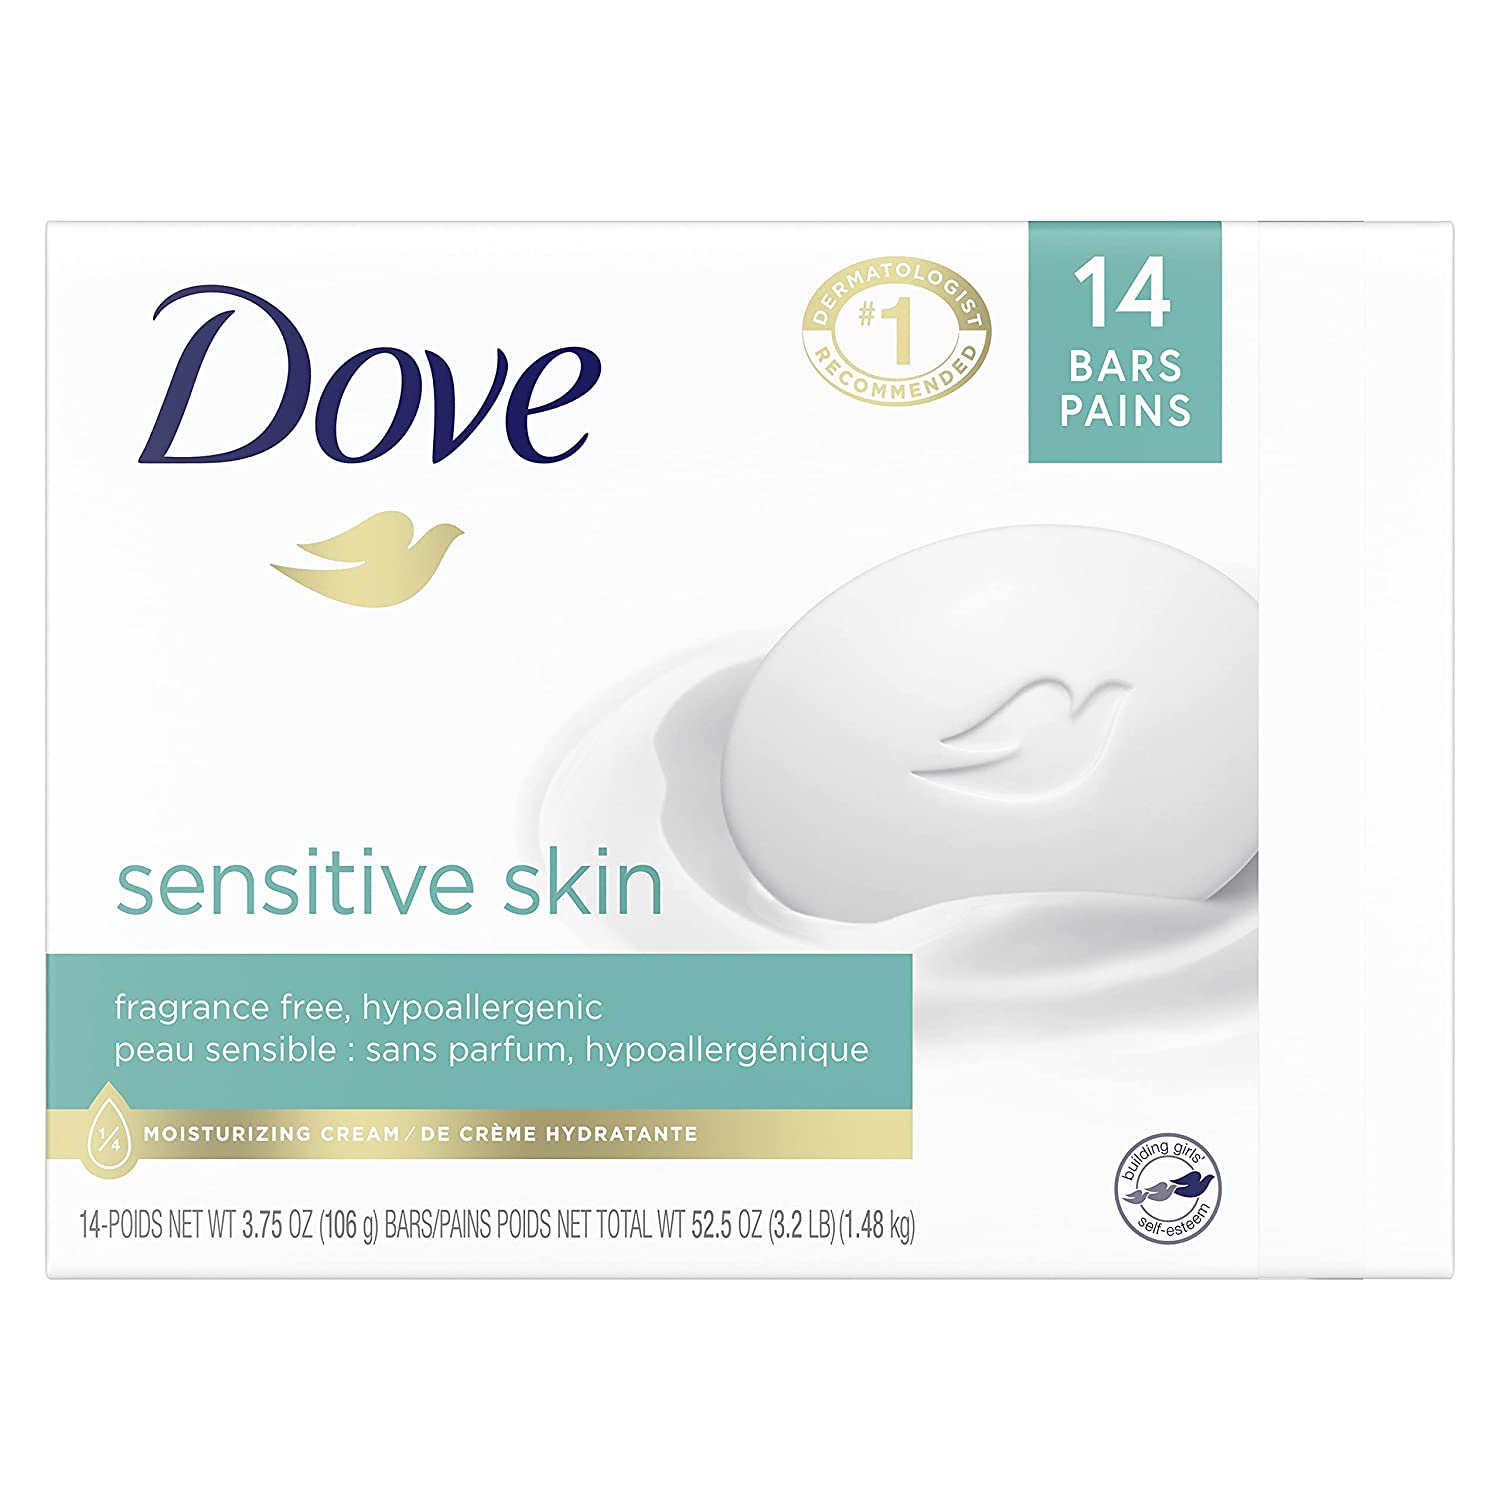 Dove
DERMATOLOGIST
#1
RECOMMENDED
14
BARS
PAINS
sensitive skin
fragrance free, hypoallergenic
peau sensible : sans parfum, hypoallergénique
1/4 MOISTURIZING CREAM / DE CRÈME HYDRATANTE
14-POIDS NET WT 3.75 OZ (106 g) BARS/PAINS POIDS NET TOTAL WT 52.5 OZ (3.2 LB) (1.48 kg)
building girls'
self-esteem